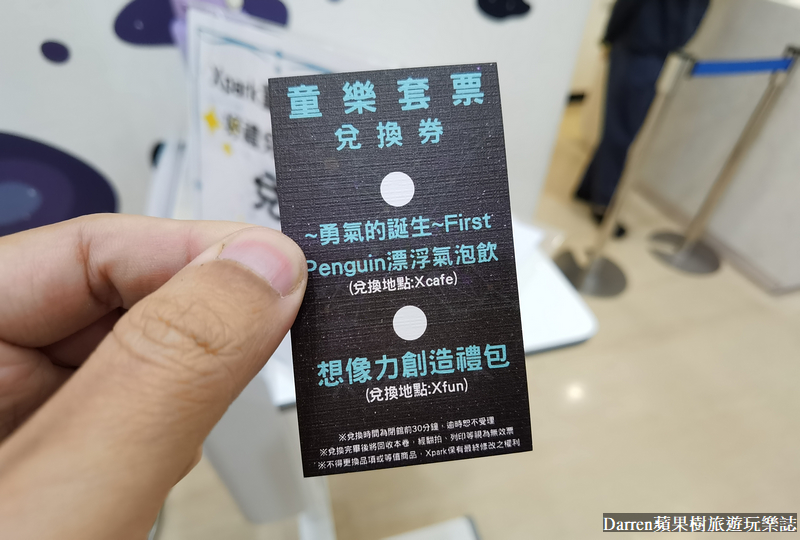 Xpark
童樂套票
兌換券
~勇氣的誕生~First
Penguin漂浮氣泡飲
(兌換地點:Xcafe)
想像力創造禮包
(兌換地點:Xfun)
※兌換時間為閉館前30分鐘，逾時恕不受理
※兌換完畢後將回收本卷，經翻拍、列印等視為無效票
※不得更換品項或等值商品，Xpark保有最終修改之權利
Darren蘋果樹旅遊玩樂誌